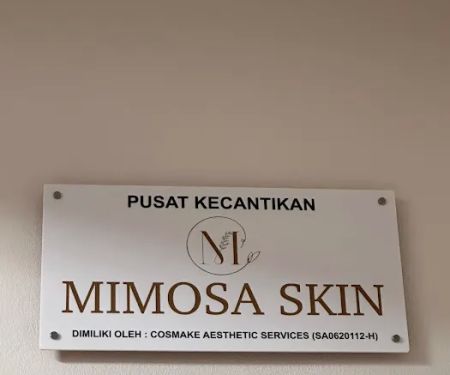 PUSAT KECANTIKAN
M
MIMOSA SKIN
DIMILIKI OLEH : COSMAKE AESTHETIC SERVICES (SA0620112-H)